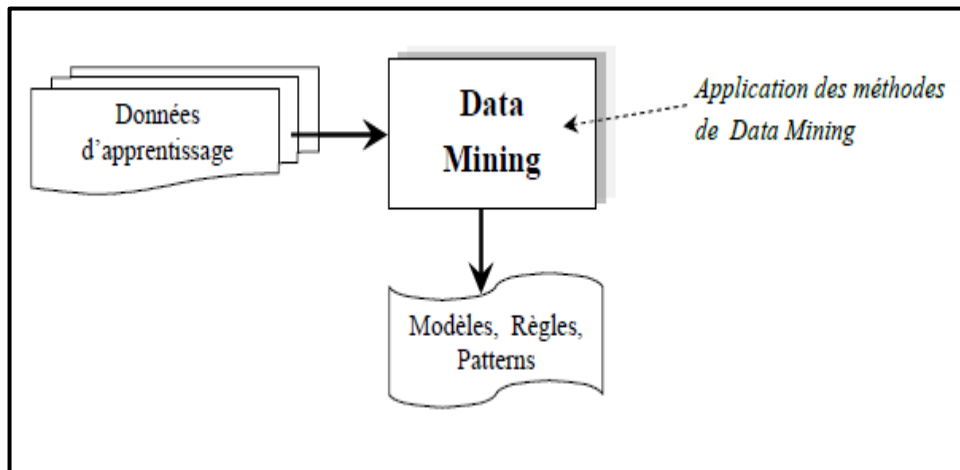 Données
d'apprentissage
Data
Mining
Application des méthodes
de Data Mining
Modèles, Règles,
Patterns